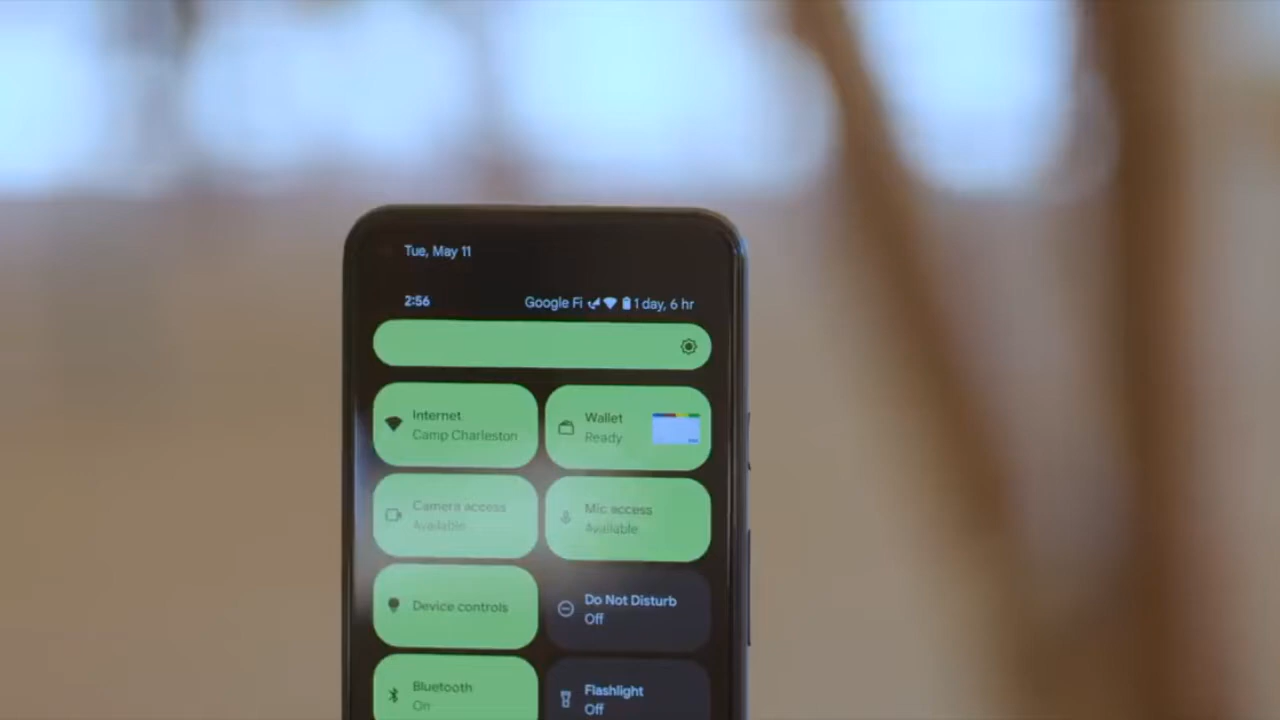 Tue, May 11
2:56
Google Fi
1 day, 6 hr
Internet
Camp Charleston
Wallet
Ready
Camera access
Available
Mic access
Available
Device controls
Do Not Disturb
Off
Bluetooth
On
Flashlight
Off